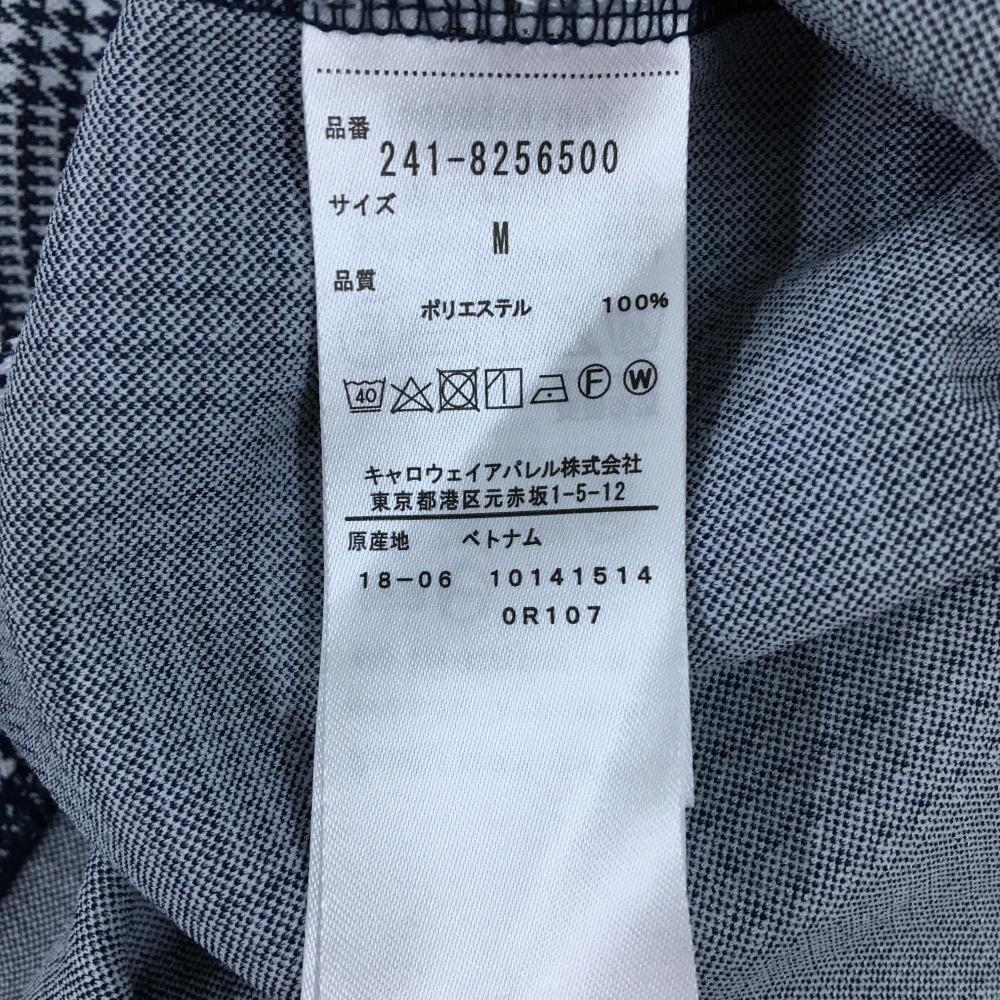 品番
241-8256500
サイズ
M
品質
ポリエステル 100%
40 F W
キャロウェイアパレル株式会社
東京都港区元赤坂1-5-12
原産地 ベトナム
18-06 10141514
0R107